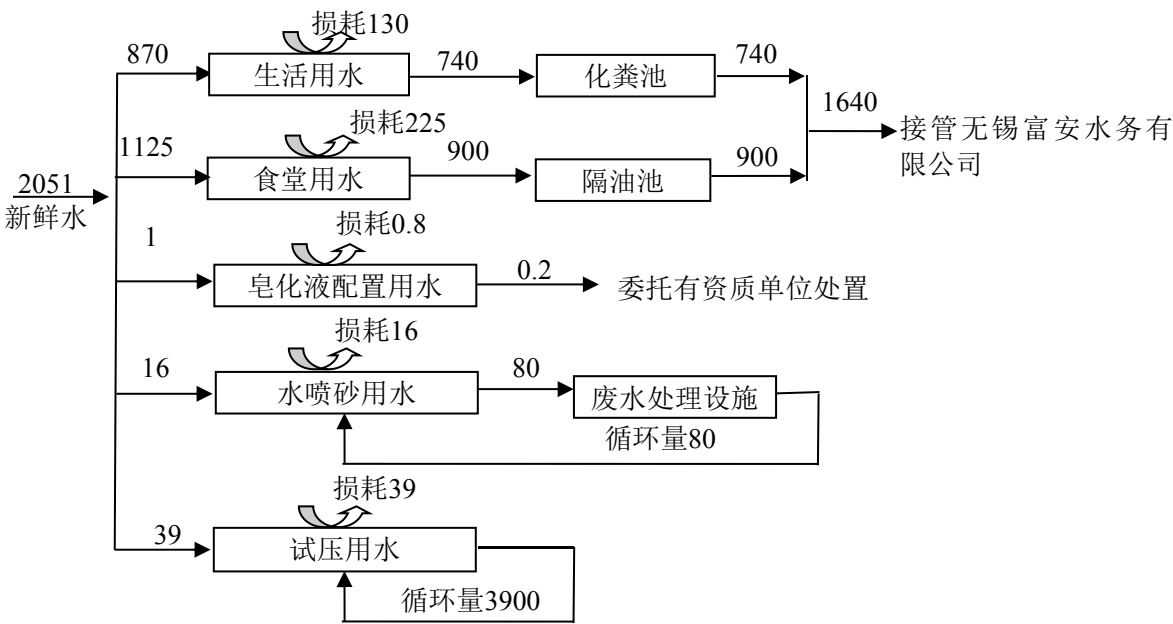 损耗130
870
生活用水
740
化粪池
740
1640
接管无锡富安水务有
限公司
损耗225
1125
食堂用水
900
隔油池
900
2051
新鲜水
损耗0.8
1
皂化液配置用水
0.2
委托有资质单位处置
损耗16
16
水喷砂用水
80
废水处理设施
循环量80
损耗39
39
试压用水
循环量3900